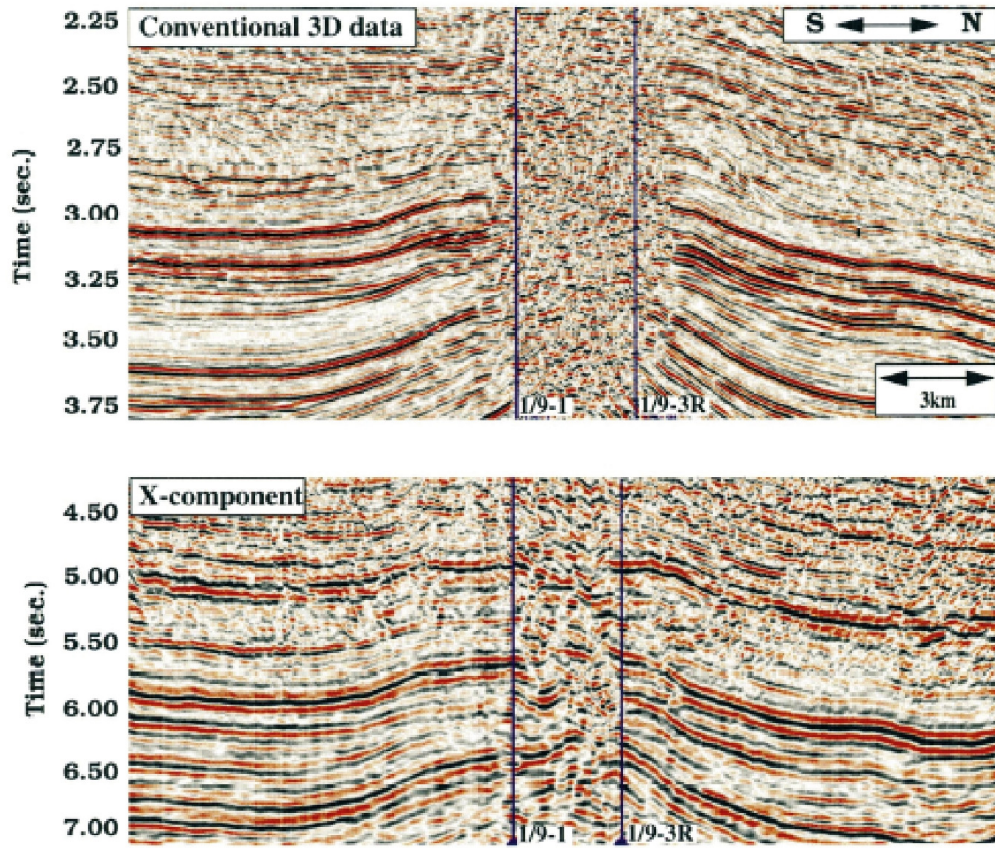 Conventional 3D data
S N
Time (sec.)
2.25
2.50
2.75
3.00
3.25
3.50
3.75
3km
1/9-1
1/9-3R
X-component
Time (sec.)
4.50
5.00
5.50
6.00
6.50
7.00
1/9-1
1/9-3R